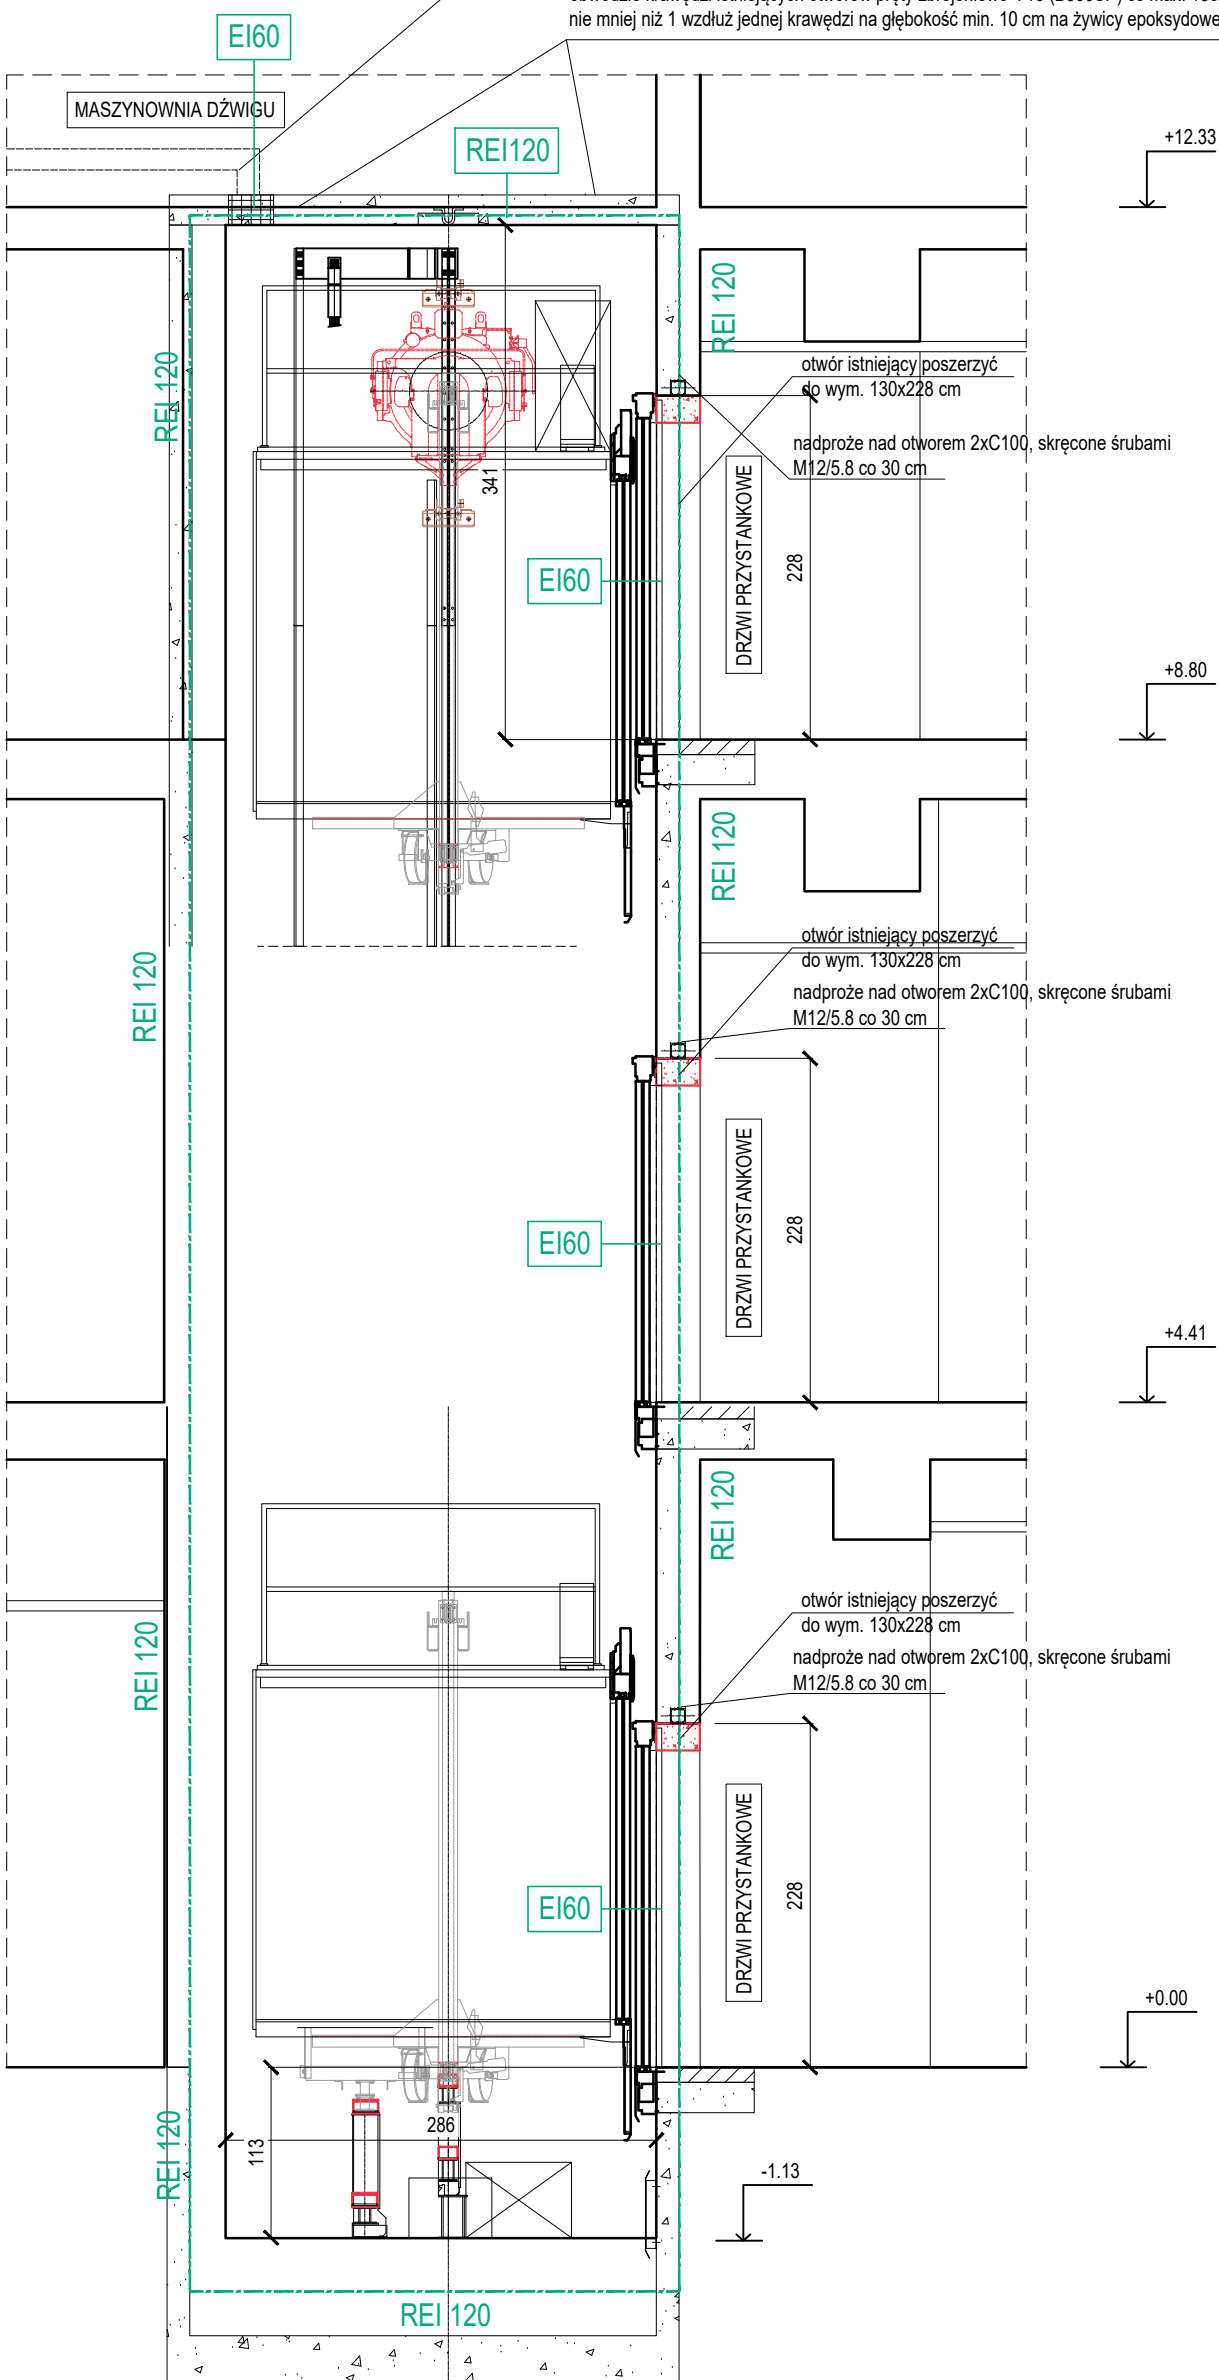 nie mniej niż 1 wzdłuż jednej krawędzi na głębokość min. 10 cm na żywicy epoksydowe
EI60
MASZYNOWNIA DŹWIGU
REI120
+12.33
REI 120
REI 120
otwór istniejący poszerzyć
do wym. 130x228 cm
nadproże nad otworem 2xC100, skręcone śrubami
M12/5.8 co 30 cm
341
DRZWI PRZYSTANKOWE
228
EI60
+8.80
REI 120
REI 120
otwór istniejący poszerzyć
do wym. 130x228 cm
nadproże nad otworem 2xC100, skręcone śrubami
M12/5.8 co 30 cm
DRZWI PRZYSTANKOWE
228
EI60
+4.41
REI 120
REI 120
otwór istniejący poszerzyć
do wym. 130x228 cm
nadproże nad otworem 2xC100, skręcone śrubami
M12/5.8 co 30 cm
DRZWI PRZYSTANKOWE
228
EI60
+0.00
REI 120
113
286
-1.13
REI 120